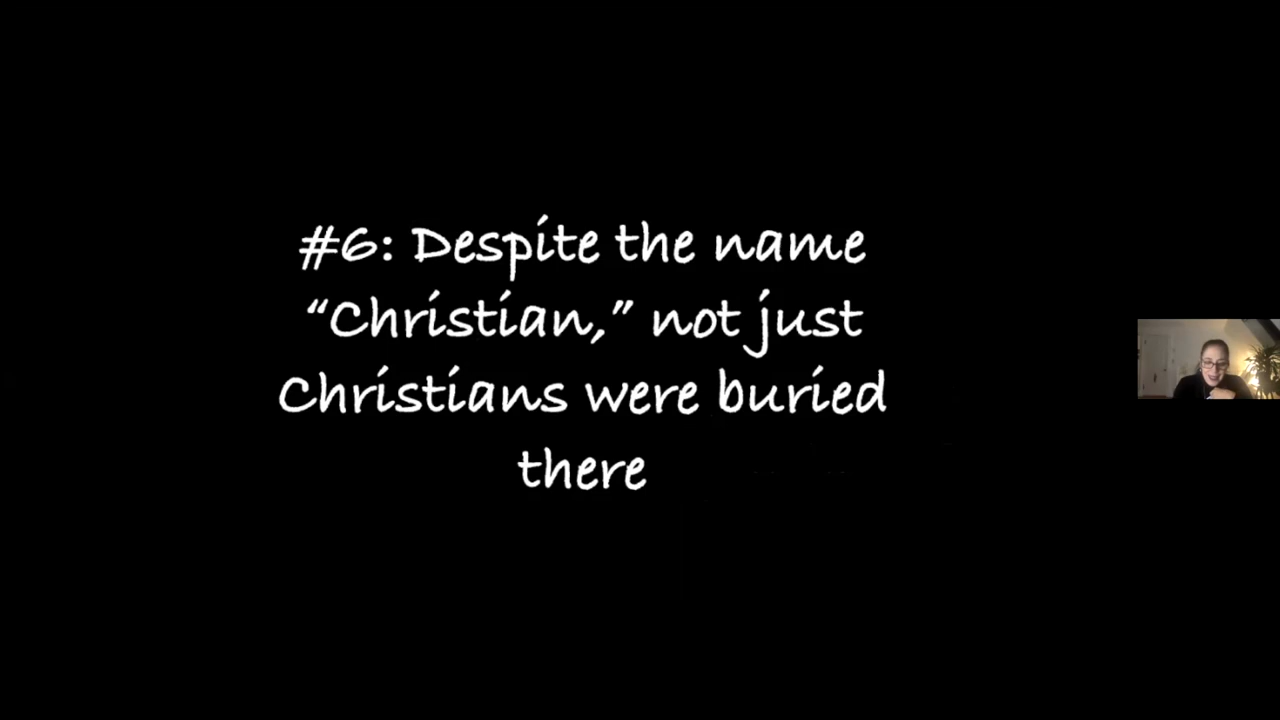 #6: Despite the name
“Christian,” not just
Christians were buried
there